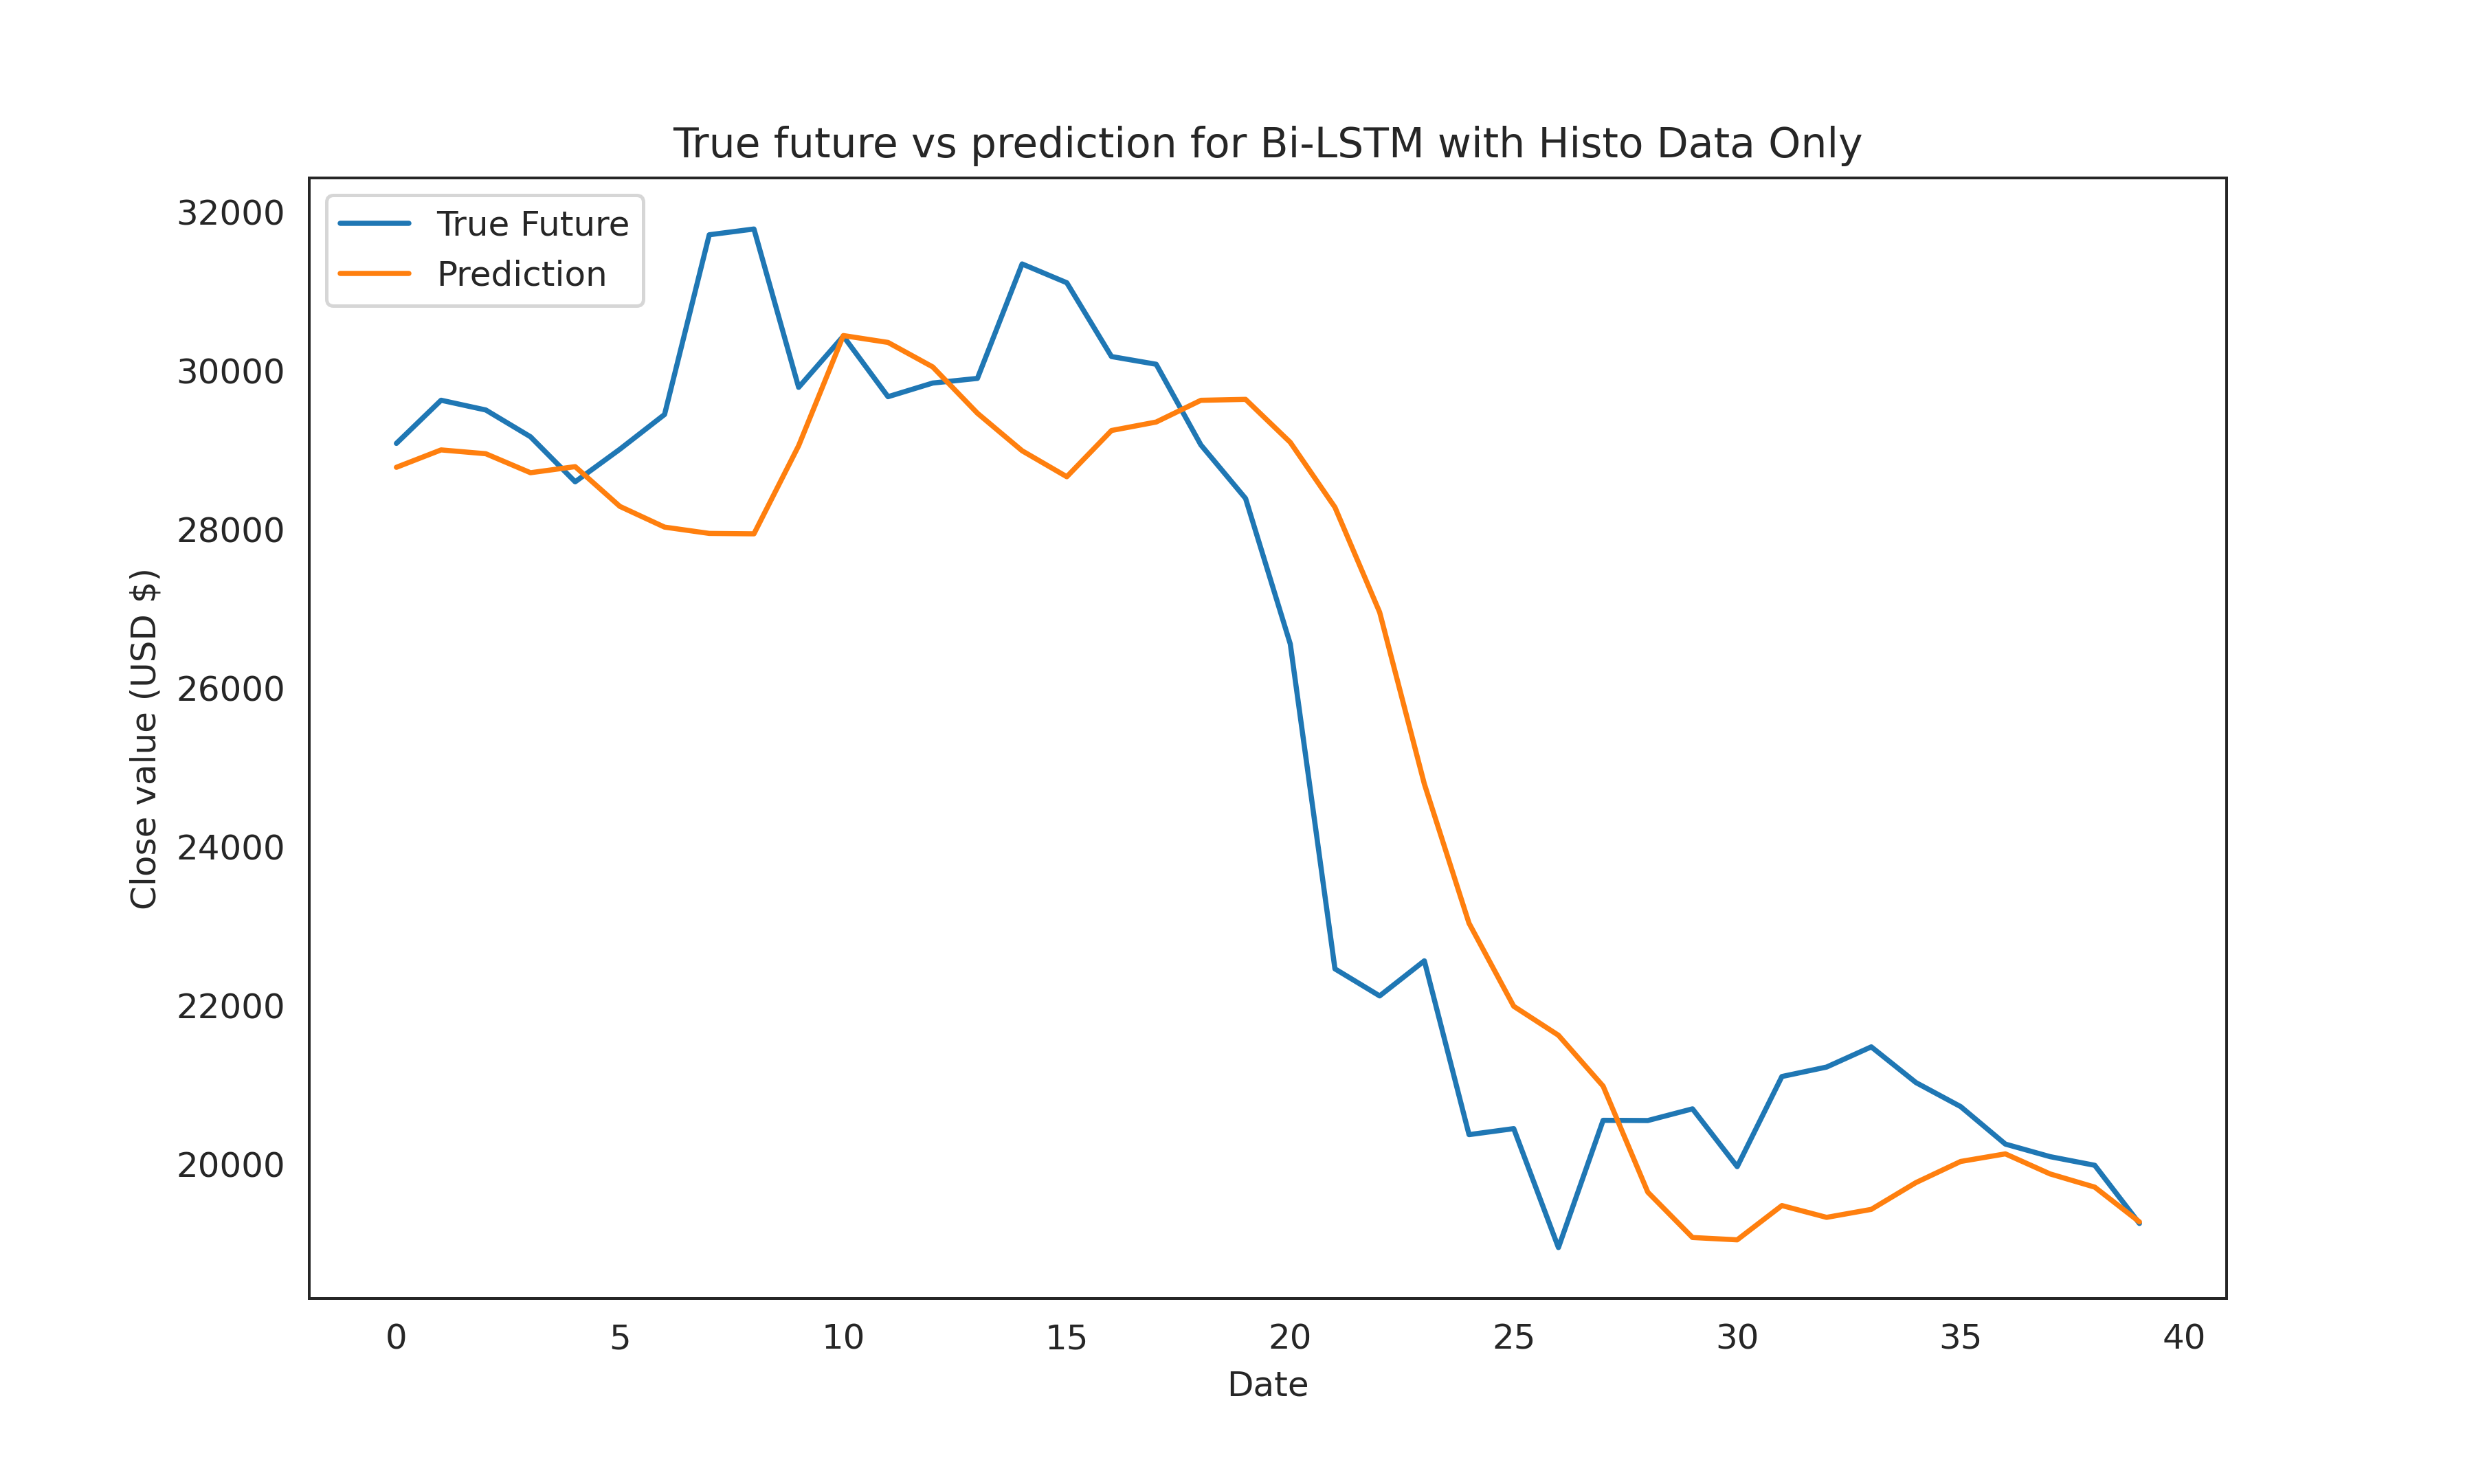 True future vs prediction for Bi-LSTM with Histo Data Only
True Future
Prediction
32000
30000
28000
26000
24000
22000
20000
Close value (USD $)
0 5 10 15 20 25 30 35 40
Date